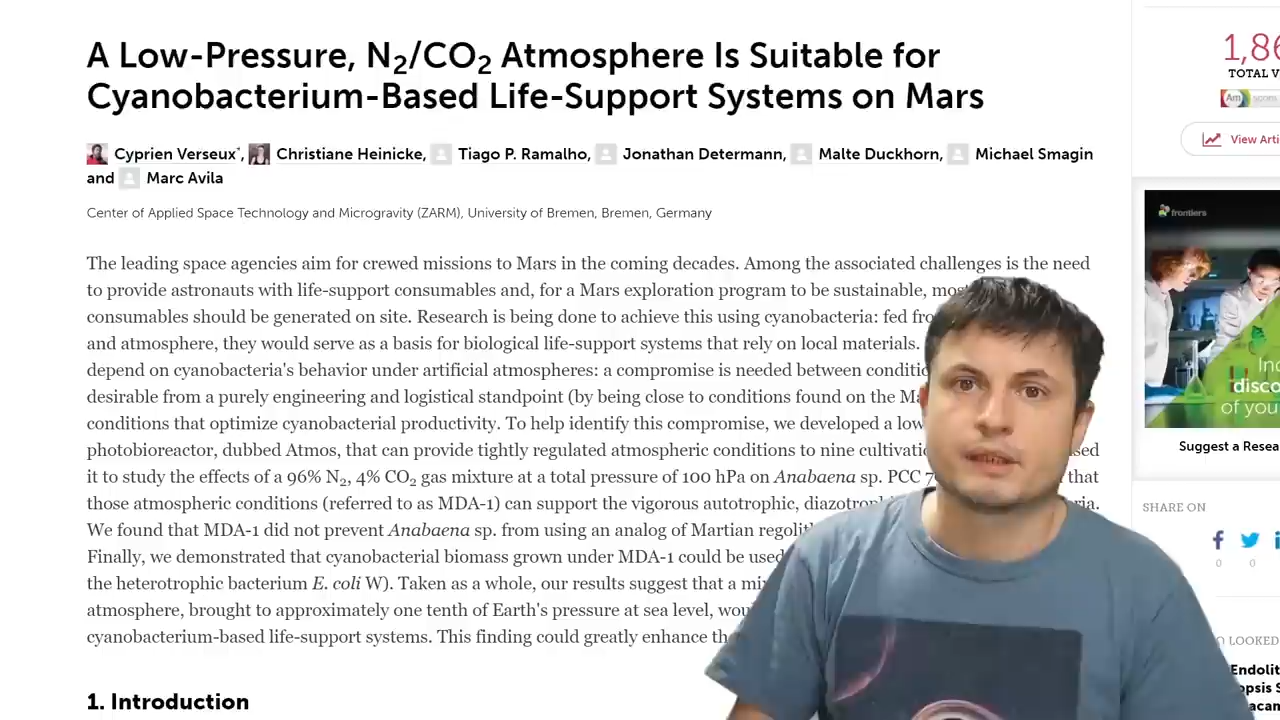 A Low-Pressure, N₂/CO₂ Atmosphere Is Suitable for
Cyanobacterium-Based Life-Support Systems on Mars
Cyprien Verseux*, Christiane Heinicke, Tiago P. Ramalho, Jonathan Determann, Malte Duckhorn, Michael Smagin
and Marc Avila
Center of Applied Space Technology and Microgravity (ZARM), University of Bremen, Bremen, Germany
The leading space agencies aim for crewed missions to Mars in the coming decades. Among the associated challenges is the need
to provide astronauts with life-support consumables and, for a Mars exploration program to be sustainable,
consumables should be generated on site. Research is being done to achieve this using cyanobacteria: fed
and atmosphere, they would serve as a basis for biological life-support systems that rely on local materials.
depend on cyanobacteria's behavior under artificial atmospheres: a compromise is needed between
desirable from a purely engineering and logistical standpoint (by being close to conditions found on the
conditions that optimize cyanobacterial productivity. To help identify this compromise, we developed a
photobioreactor, dubbed Atmos, that can provide tightly regulated atmospheric conditions to nine
it to study the effects of a 96% N₂, 4% CO₂ gas mixture at a total pressure of 100 hPa on Anabaena sp. PCC that
those atmospheric conditions (referred to as MDA-1) can support the vigorous autotrophic,
We found that MDA-1 did not prevent Anabaena sp. from using an analog of Martian
Finally, we demonstrated that cyanobacterial biomass grown under MDA-1 could be used
the heterotrophic bacterium E. coli W). Taken as a whole, our results suggest that a
atmosphere, brought to approximately one tenth of Earth's pressure at sea level,
cyanobacterium-based life-support systems. This finding could greatly enhance
1. Introduction
1,86
TOTAL V
Am
View Arti
frontiers
disco
of you
Suggest a Resea
SHARE ON
0 0
LOOKED
Endolit